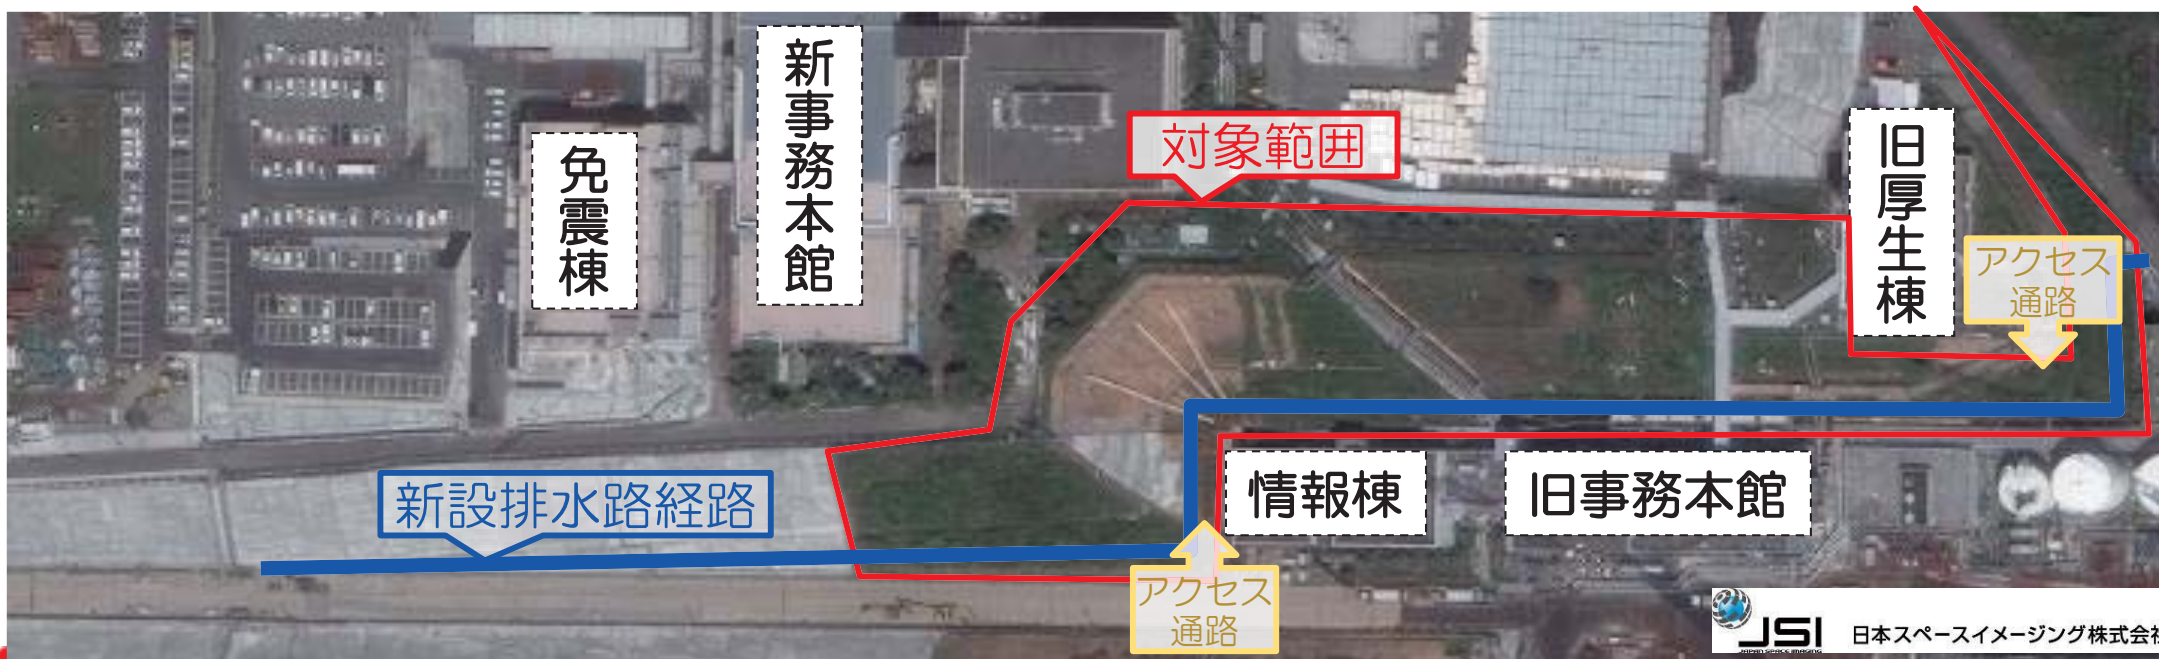 新事務本館
免震棟
対象範囲
旧厚生棟
アクセス
通路
新設排水路経路
情報棟
旧事務本館
アクセス
通路
JSI
JAPAN SPACE IMAGING
日本スペースイメージング株式会社